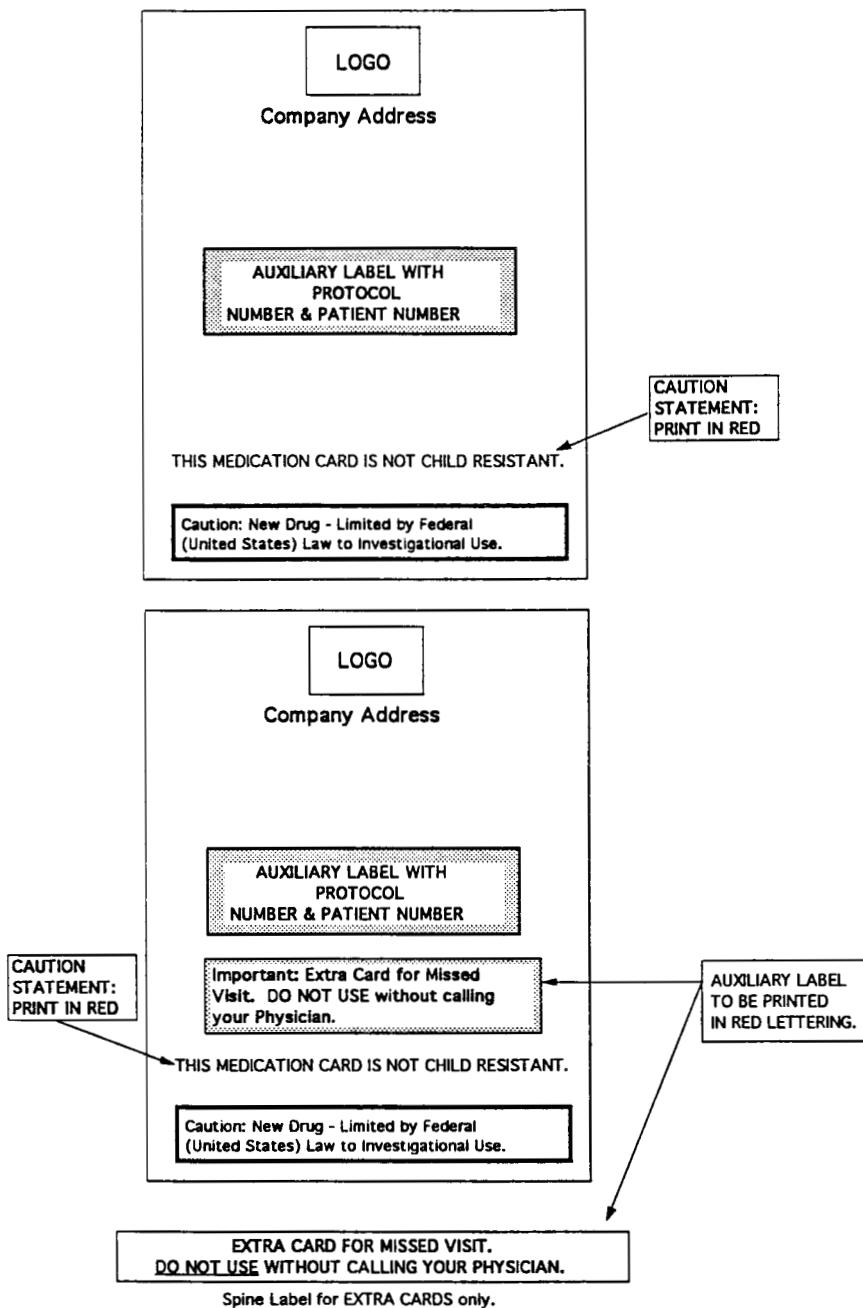 LOGO
Company Address
AUXILIARY LABEL WITH
PROTOCOL
NUMBER & PATIENT NUMBER
CAUTION
STATEMENT:
PRINT IN RED
THIS MEDICATION CARD IS NOT CHILD RESISTANT.
Caution: New Drug - Limited by Federal
(United States) Law to Investigational Use.
LOGO
Company Address
AUXILIARY LABEL WITH
PROTOCOL
NUMBER & PATIENT NUMBER
CAUTION
STATEMENT:
PRINT IN RED
Important: Extra Card for Missed
Visit. DO NOT USE without calling
your Physician.
AUXILIARY LABEL
TO BE PRINTED
IN RED LETTERING.
THIS MEDICATION CARD IS NOT CHILD RESISTANT.
Caution: New Drug - Limited by Federal
(United States) Law to Investigational Use.
EXTRA CARD FOR MISSED VISIT.
DO NOT USE WITHOUT CALLING YOUR PHYSICIAN.
Spine Label for EXTRA CARDS only.